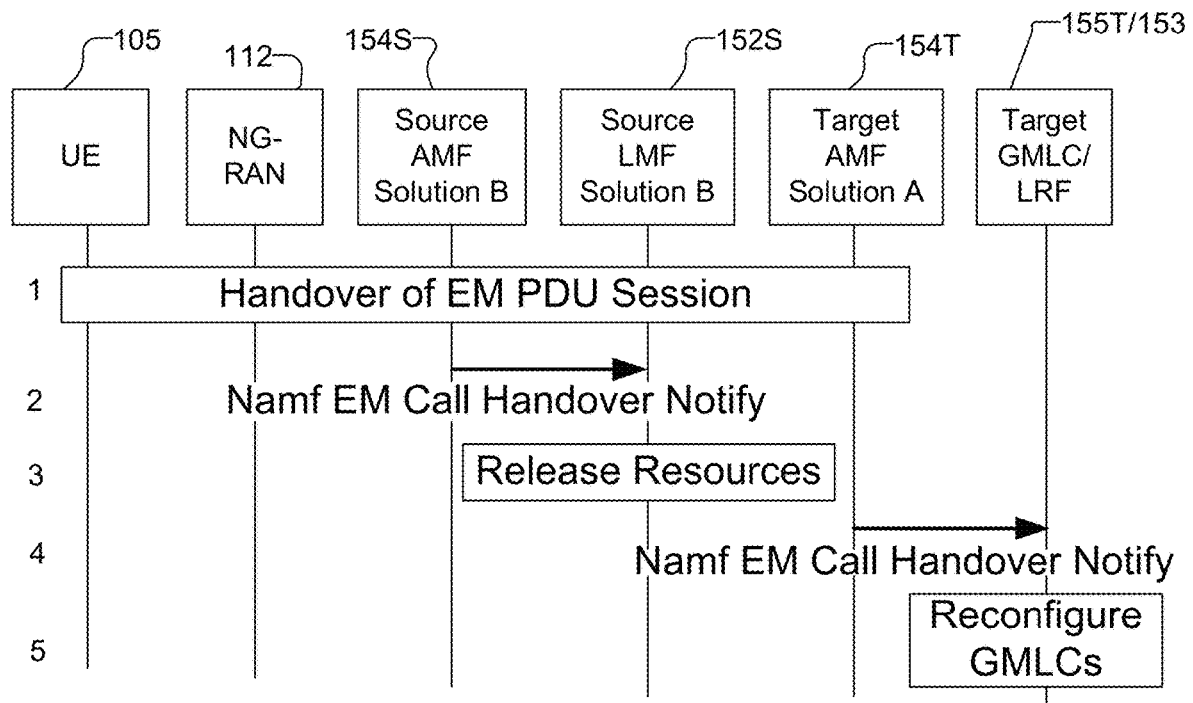 105
112
154S
152S
154T
155T/153
UE
NG-
RAN
Source
AMF
Solution B
Source
LMF
Solution B
Target
AMF
Solution A
Target
GMLC/
LRF
1
Handover of EM PDU Session
2
Namf EM Call Handover Notify
3
Release Resources
4
Namf EM Call Handover Notify
5
Reconfigure
GMLCs